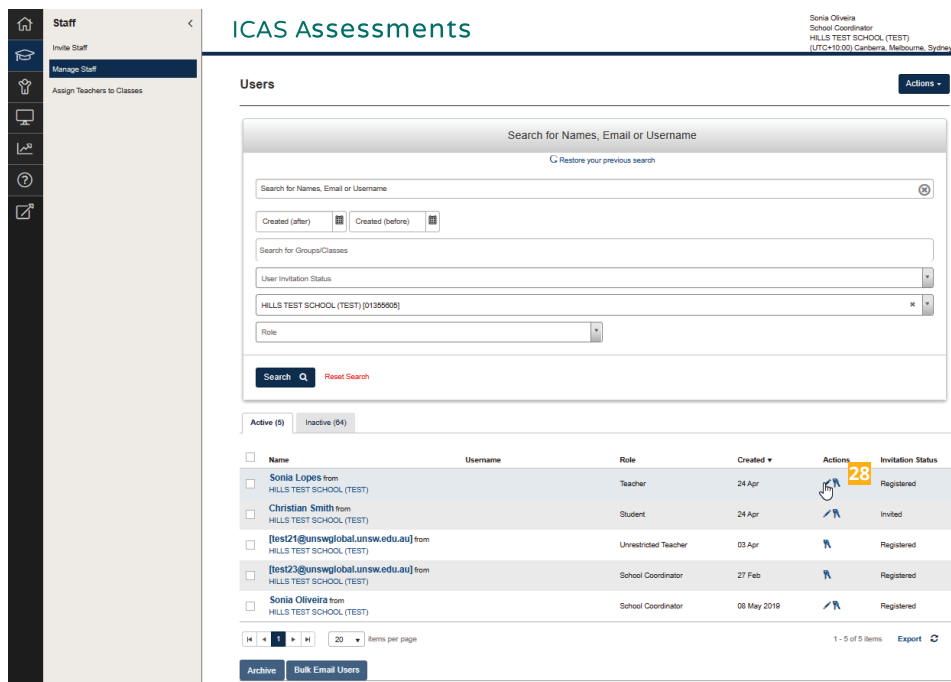 Staff
Invite Staff
Manage Staff
Assign Teachers to Classes
ICAS Assessments
Sonia Oliveira
School Coordinator
HILLS TEST SCHOOL (TEST)
(UTC+10:00) Canberra, Melbourne, Sydney
Users
Actions
Search for Names, Email or Username
Restore your previous search
Search for Names, Email or Username
Created (after) Created (before)
Search for Groups/Classes
User Invitation Status
HILLS TEST SCHOOL (TEST) [01355605]
Role
Search Reset Search
Active (5) Inactive (64)
Name Username Role Created Actions Invitation Status
28
Sonia Lopes from
HILLS TEST SCHOOL (TEST) Teacher 24 Apr Registered
Christian Smith from
HILLS TEST SCHOOL (TEST) Student 24 Apr Invited
[test21@unswglobal.unsw.edu.au] from
HILLS TEST SCHOOL (TEST) Unrestricted Teacher 03 Apr Registered
[test23@unswglobal.unsw.edu.au] from
HILLS TEST SCHOOL (TEST) School Coordinator 27 Feb Registered
Sonia Oliveira from
HILLS TEST SCHOOL (TEST) School Coordinator 08 May 2019 Registered
1 20 items per page 1 - 5 of 5 items Export
Archive Bulk Email Users